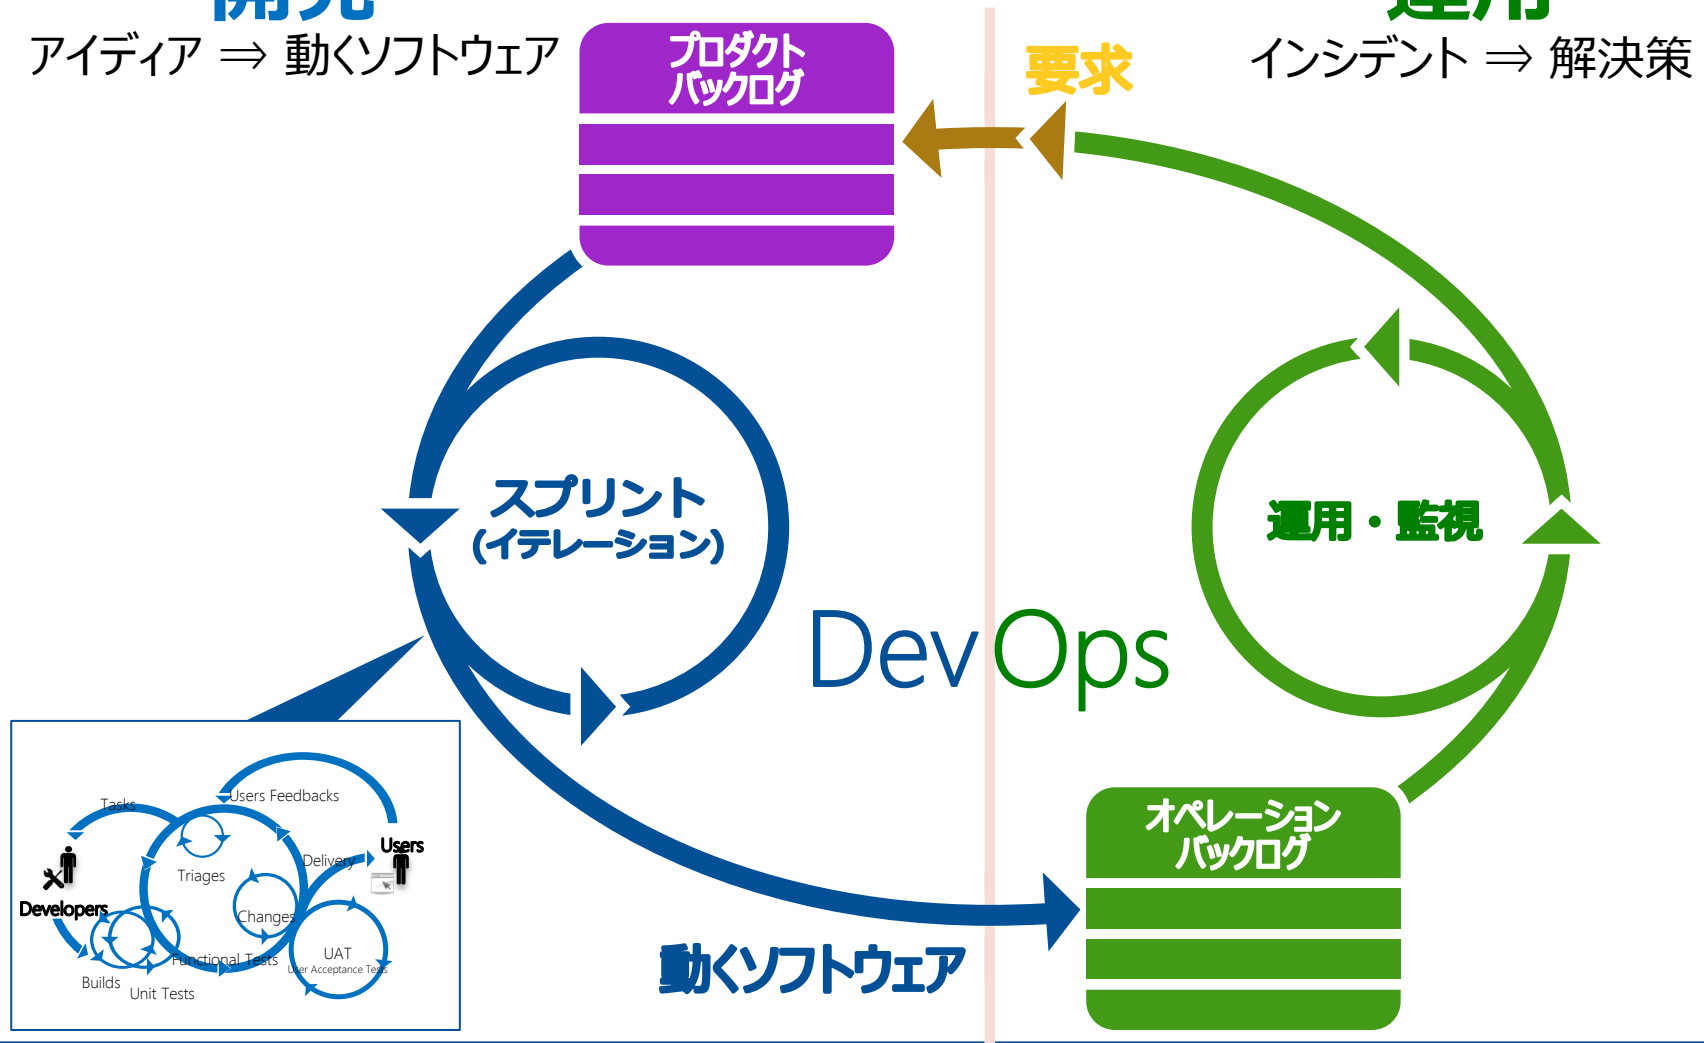 開発
運用
アイディア ⇒ 動くソフトウェア
インシデント ⇒ 解決策
プロダクト
バックログ
要求
スプリント
(イテレーション)
運用・監視
DevOps
オペレーション
バックログ
動くソフトウェア
Tasks
Users Feedbacks
Users
Delivery
Triages
Developers
Changes
UAT
User Acceptance Tests
Functional Tests
Builds
Unit Tests